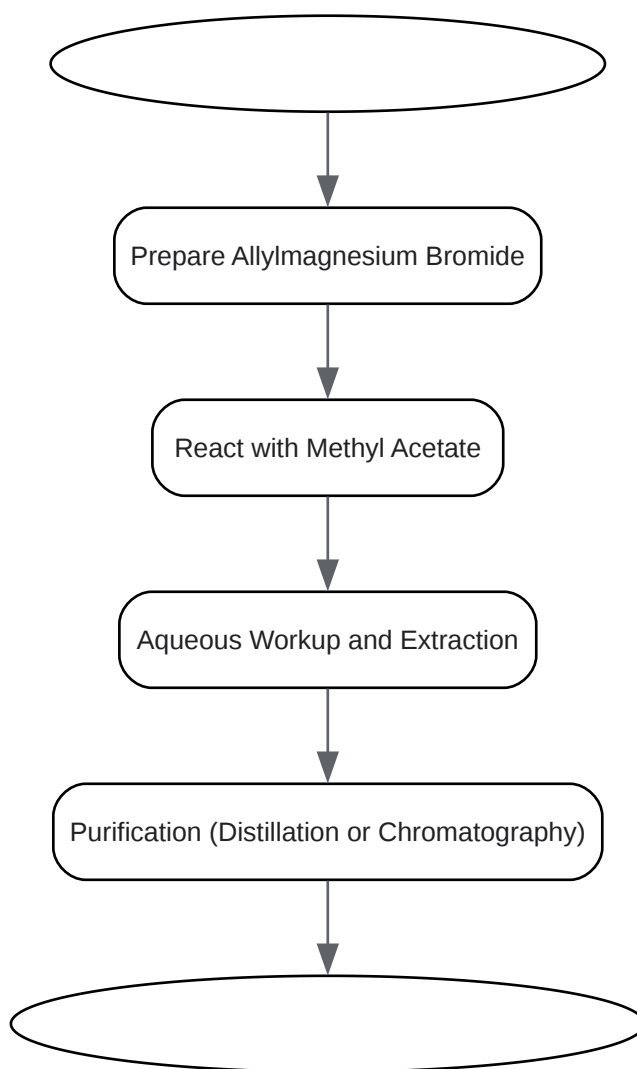 Prepare Allylmagnesium Bromide
React with Methyl Acetate
Aqueous Workup and Extraction
Purification (Distillation or Chromatography)